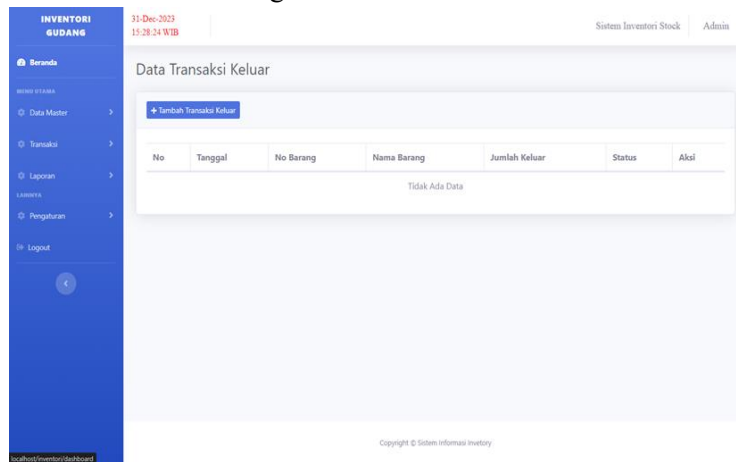 INVENTORI
GUDANG
31-Dec-2023
15:28:24 WIB
Sistem Inventori Stock
Admin
Beranda
MENU UTAMA
Data Master
Transaksi
Laporan
LAINNYA
Pengaturan
Logout
Data Transaksi Keluar
+ Tambah Transaksi Keluar
No Tanggal No Barang Nama Barang Jumlah Keluar Status Aksi
Tidak Ada Data
Copyright © Sistem Informasi Invetory
localhost/inventori/dashboard